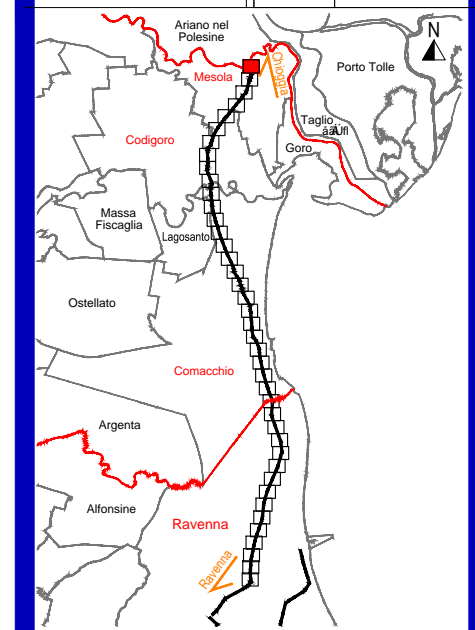 Ariano nel
Polesine
N
Porto Tolle
Chioggia
Mesola
Taglio
Codigoro
Goro
Massa
Fiscaglia
Lagosanto
Ostellato
Comacchio
Argenta
Alfonsine
Ravenna
Ravenna